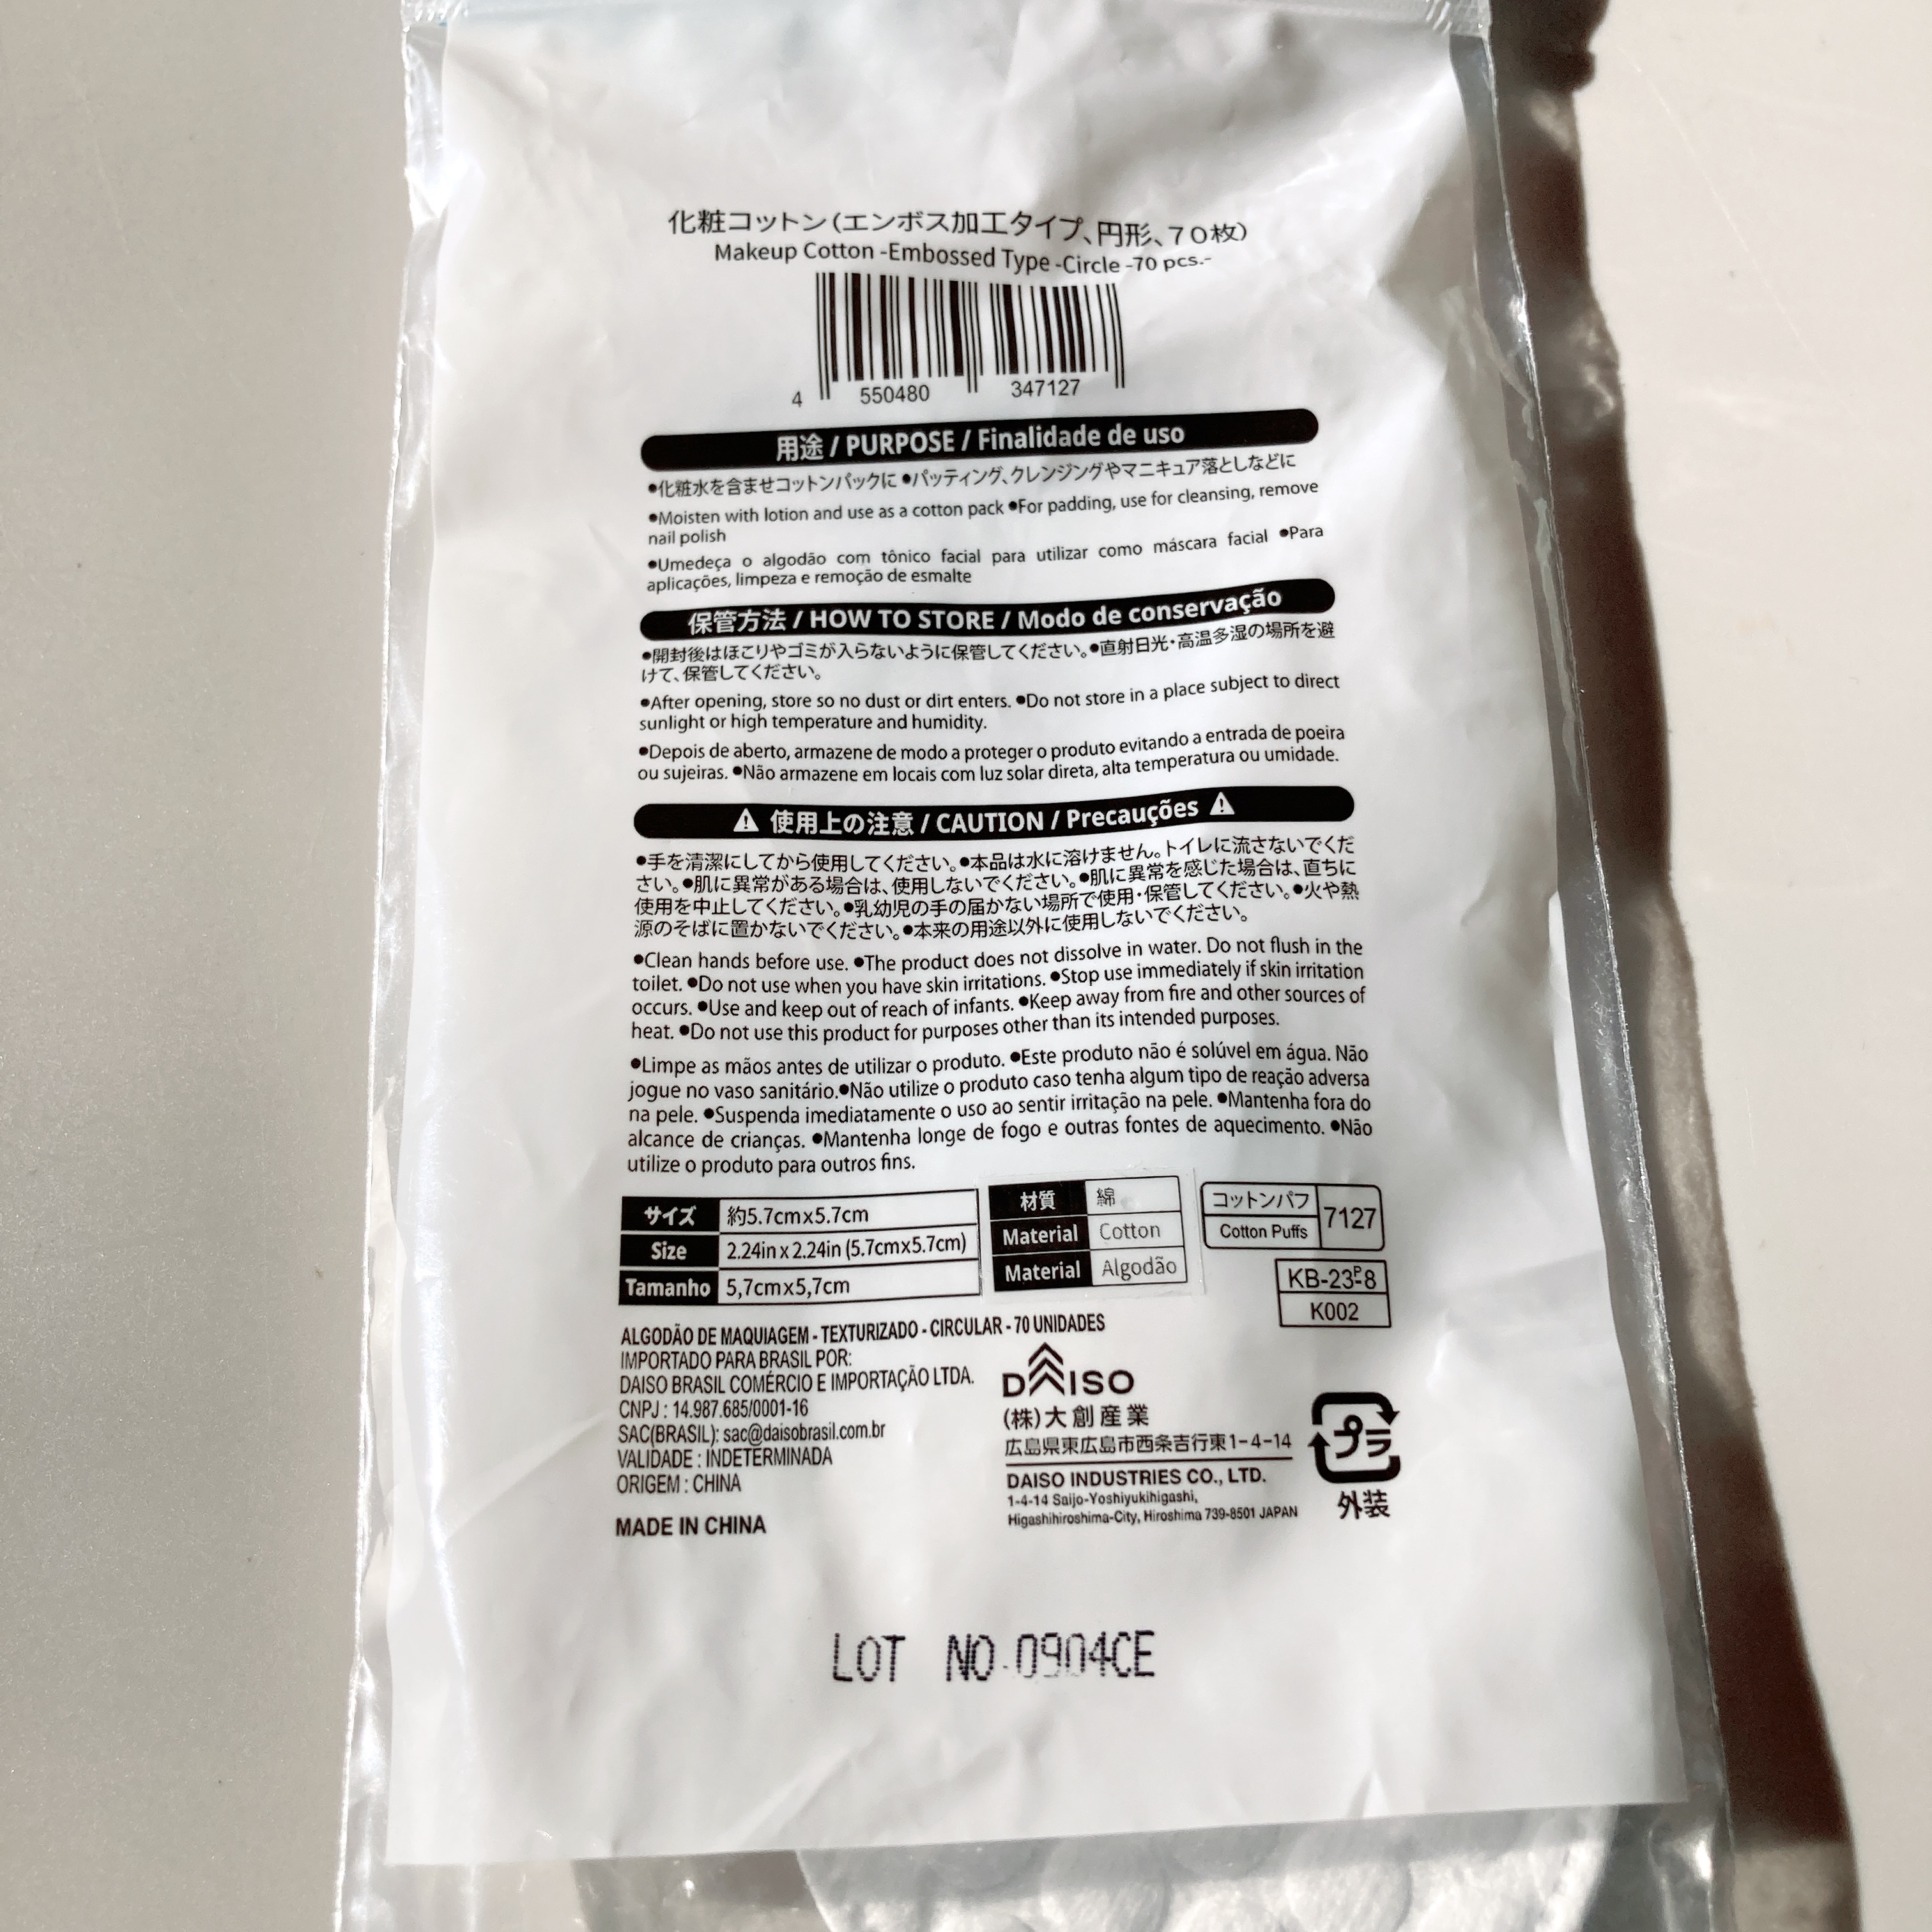 化粧コットン（エンボス加工タイプ、円形、70枚）
Makeup Cotton -Embossed Type -Circle -70 pcs.-
4 550480 347127
用途 / PURPOSE / Finalidade de uso
●化粧水を含ませコットンパックに ●パッティング、クレンジングやマニキュア落としなどに
●Moisten with lotion and use as a cotton pack ●For padding, use for cleansing, remove
nail polish
●Umedeça o algodão com tônico facial para utilizar como máscara facial ●Para
aplicações, limpeza e remoção de esmalte
保管方法 / HOW TO STORE / Modo de conservação
●開封後はほこりやゴミが入らないように保管してください。●直射日光・高温多湿の場所を避
けて、保管してください。
●After opening, store so no dust or dirt enters. ●Do not store in a place subject to direct
sunlight or high temperature and humidity.
●Depois de aberto, armazene de modo a proteger o produto evitando a entrada de poeira
ou sujeiras. ●Não armazene em locais com luz solar direta, alta temperatura ou umidade.
⚠ 使用上の注意 / CAUTION / Precauções ⚠
●手を清潔にしてから使用してください。●本品は水に溶けません。トイレに流さないでくだ
さい。●肌に異常がある場合は、使用しないでください。●肌に異常を感じた場合は、直ちに
使用を中止してください。●乳幼児の手の届かない場所で使用・保管してください。●火や熱
源のそばに置かないでください。●本来の用途以外に使用しないでください。
●Clean hands before use. ●The product does not dissolve in water. Do not flush in the
toilet. ●Do not use when you have skin irritations. ●Stop use immediately if skin irritation
occurs. ●Use and keep out of reach of infants. ●Keep away from fire and other sources of
heat. ●Do not use this product for purposes other than its intended purposes.
●Limpe as mãos antes de utilizar o produto. ●Este produto não é solúvel em água. Não
jogue no vaso sanitário.●Não utilize o produto caso tenha algum tipo de reação adversa
na pele. ●Suspenda imediatamente o uso ao sentir irritação na pele. ●Mantenha fora do
alcance de crianças. ●Mantenha longe de fogo e outras fontes de aquecimento. ●Não
utilize o produto para outros fins.
サイズ 約5.7cmx5.7cm
Size 2.24in x 2.24in (5.7cmx5.7cm)
Tamanho 5,7cmx5,7cm
材質 綿
Material Cotton
Material Algodão
コットンパフ
Cotton Puffs
7127
KB-23P-8
K002
ALGODÃO DE MAQUIAGEM - TEXTURIZADO - CIRCULAR - 70 UNIDADES
IMPORTADO PARA BRASIL POR:
DAISO BRASIL COMÉRCIO E IMPORTAÇÃO LTDA.
CNPJ : 14.987.685/0001-16
SAC(BRASIL): sac@daisobrasil.com.br
VALIDADE : INDETERMINADA
ORIGEM : CHINA
MADE IN CHINA
DAISO
(株)大創産業
広島県東広島市西条吉行東1-4-14
DAISO INDUSTRIES CO., LTD.
1-4-14 Saijo-Yoshiyukihigashi,
Higashihiroshima-City, Hiroshima 739-8501 JAPAN
プラ
外装
LOT NO.0904CE